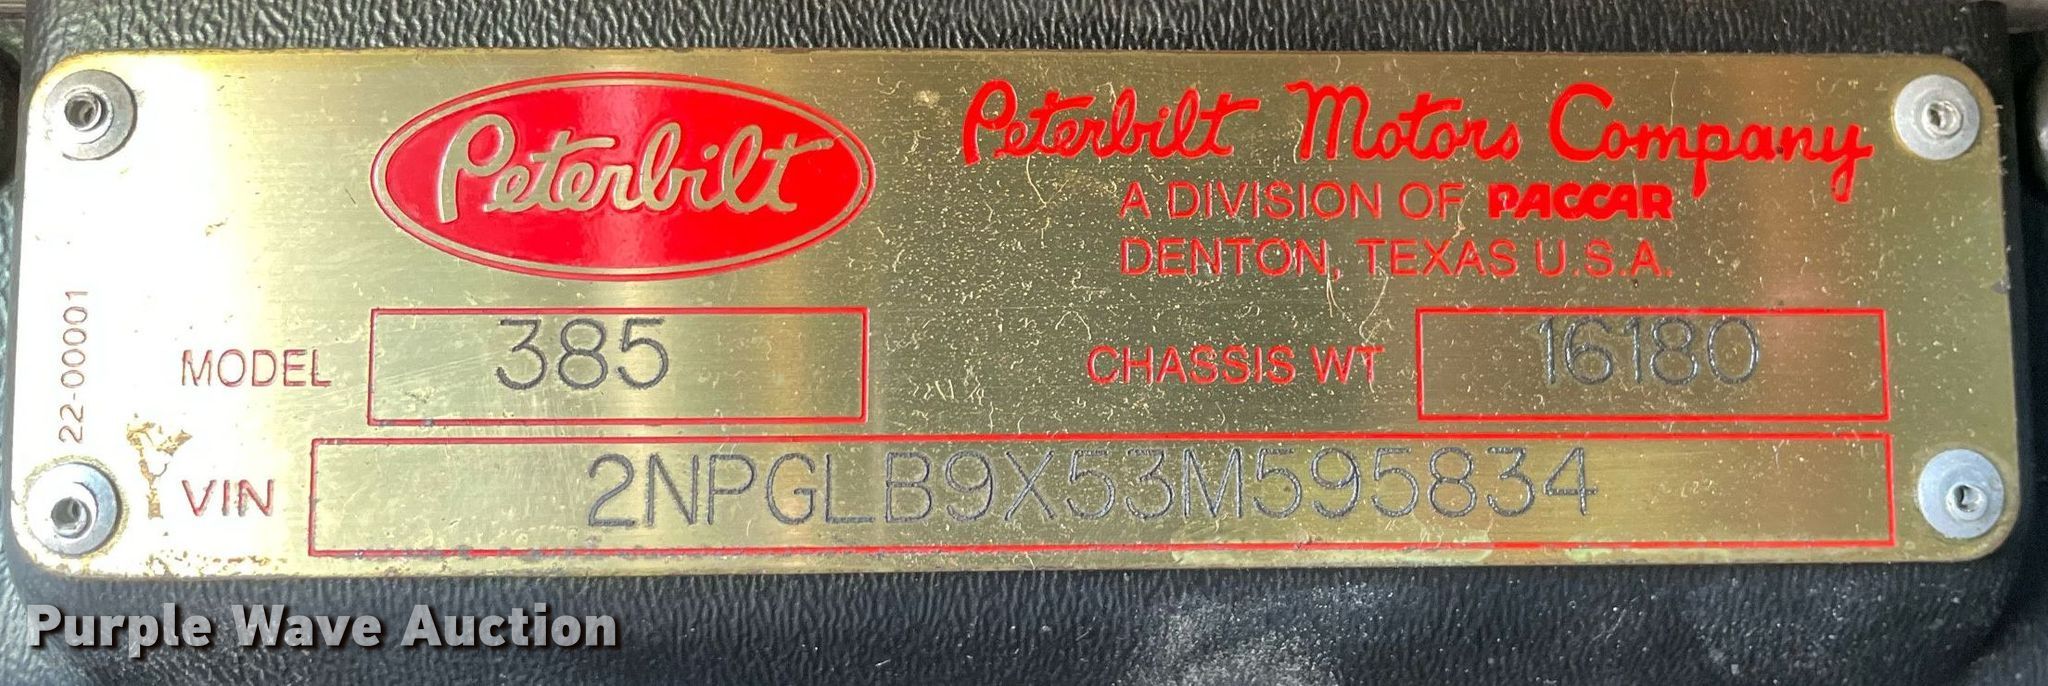 Peterbilt
Peterbilt Motors Company
A DIVISION OF PACCAR
DENTON, TEXAS U.S.A.
22-00001
MODEL 385
CHASSIS WT 16180
VIN 2NPGLB9X53M595834
Purple Wave Auction